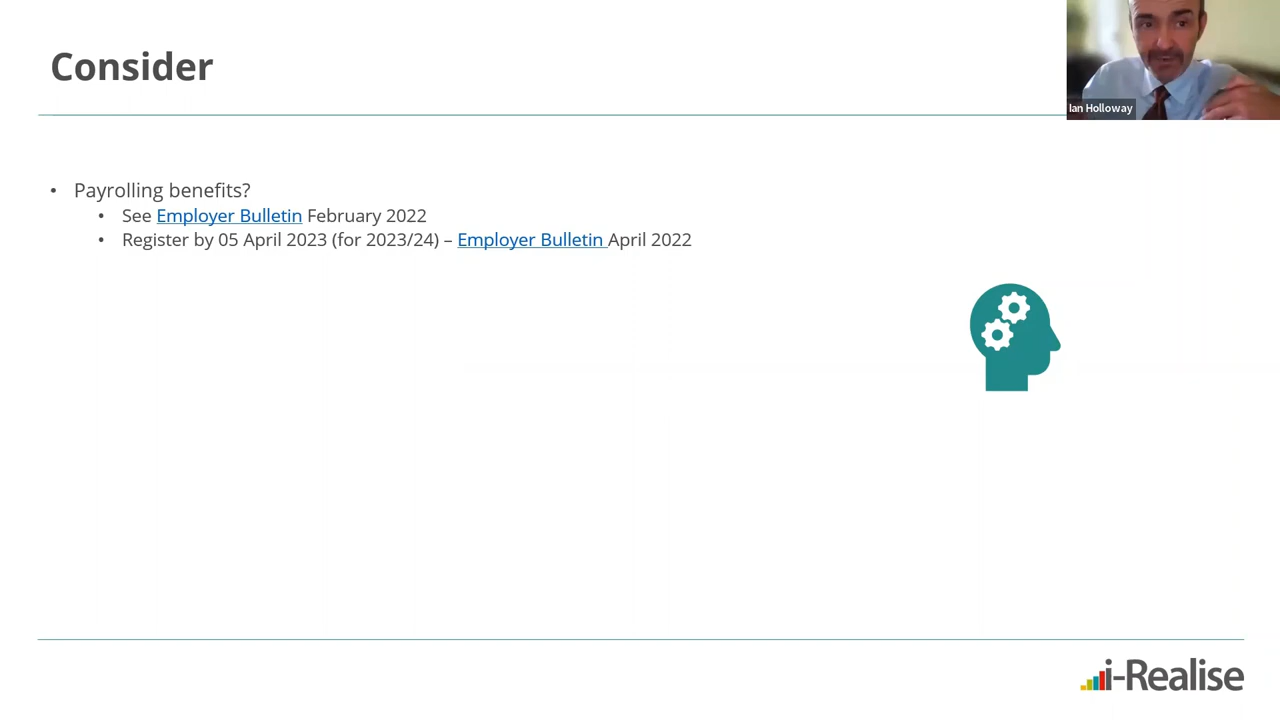 Consider
Ian Holloway
• Payrolling benefits?
• See Employer Bulletin February 2022
• Register by 05 April 2023 (for 2023/24) – Employer Bulletin April 2022
i-Realise